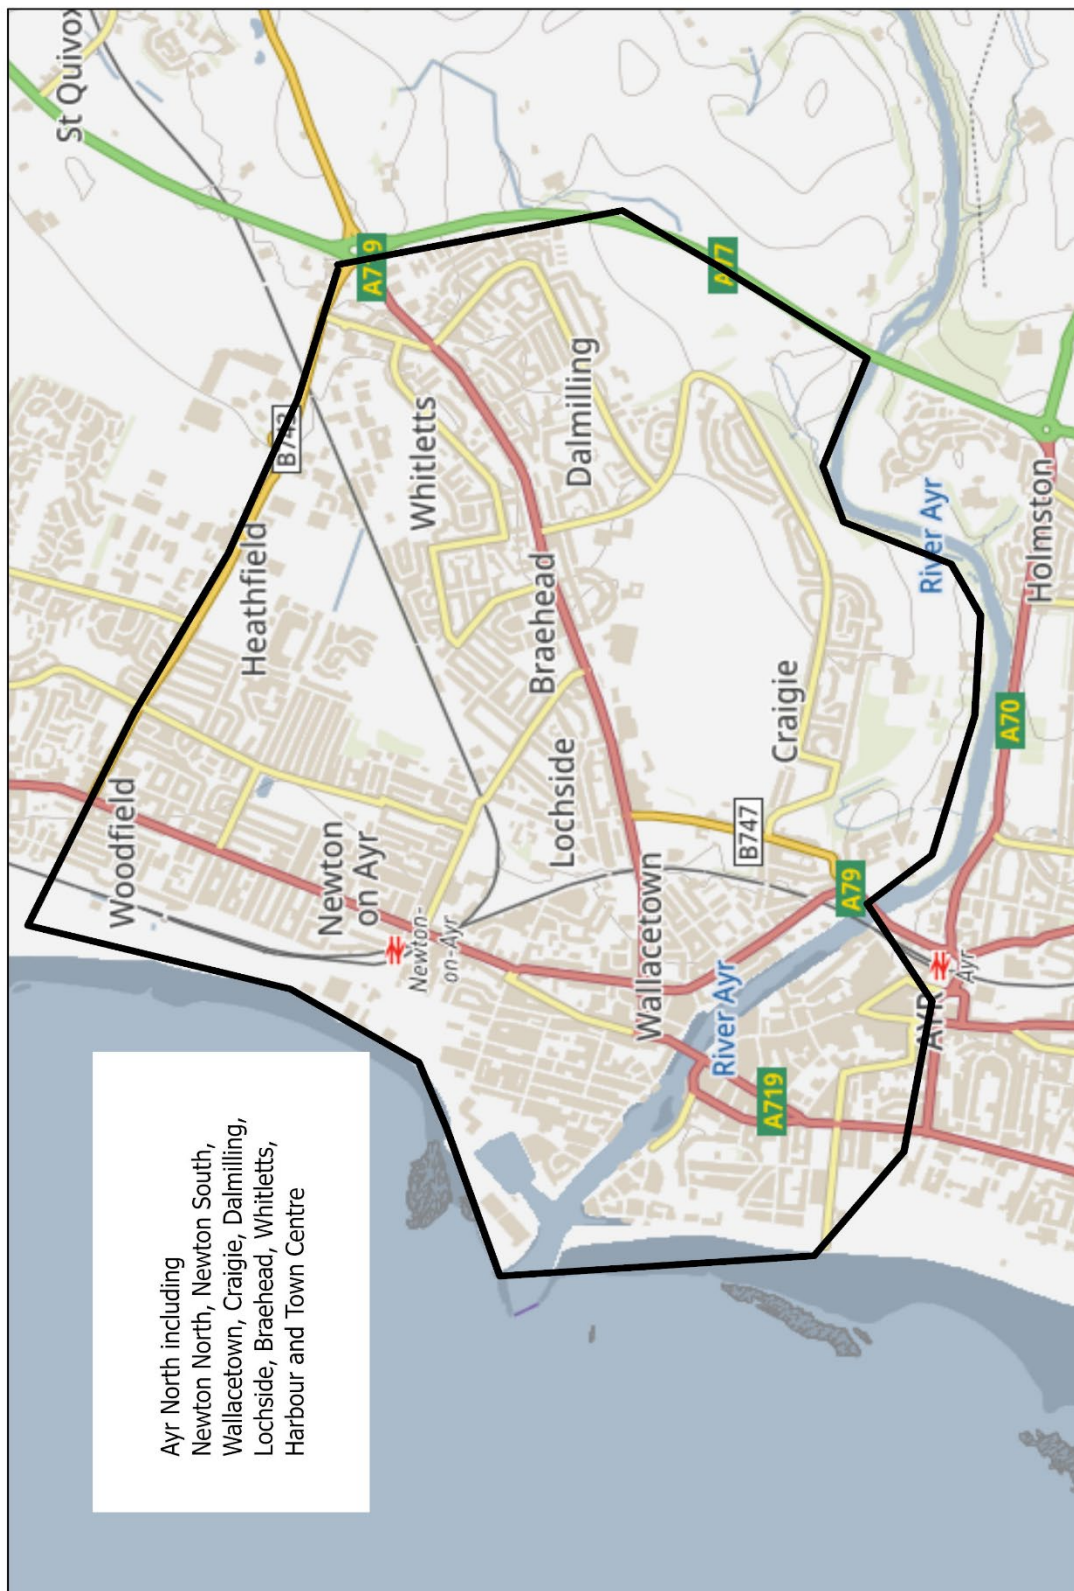 Ayr North including
Newton North, Newton South,
Wallacetown, Craigie, Dalmilling,
Lochside, Braehead, Whitletts,
Harbour and Town Centre
St Quivox
A719
A77
B743
Whitletts
Dalmilling
Heathfield
Braehead
River Ayr
Holmston
Woodfield
Newton
on Ayr
Newton-
on-Ayr
Lochside
Craigie
A70
B747
Wallacetown
A79
River Ayr
AYR
Ayr
A719